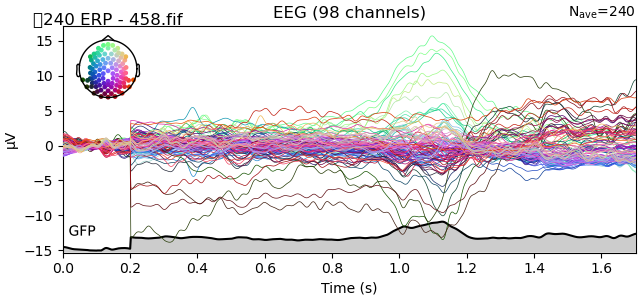 240 ERP - 458.fif
EEG (98 channels)
Nave=240
µV
15
10
5
0
−5
−10
−15
GFP
0.0 0.2 0.4 0.6 0.8 1.0 1.2 1.4 1.6
Time (s)